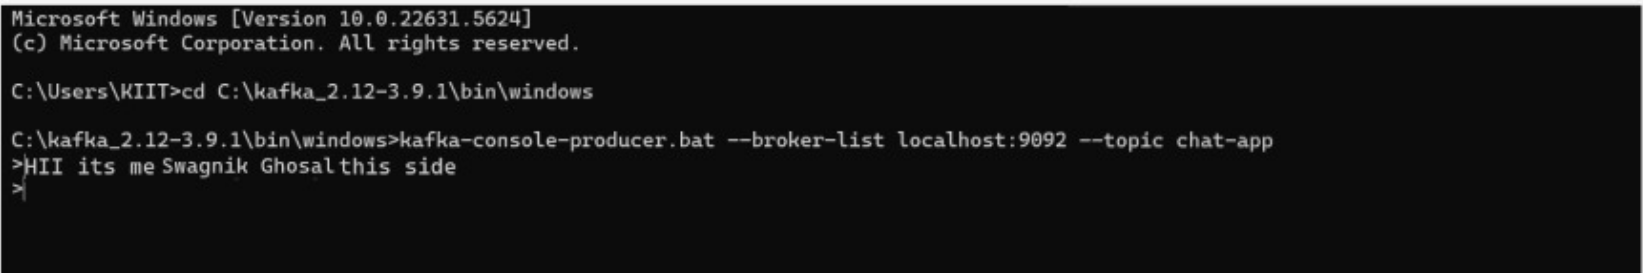 Microsoft Windows [Version 10.0.22631.5624]
(c) Microsoft Corporation. All rights reserved.
C:\Users\KIIT>cd C:\kafka_2.12-3.9.1\bin\windows
C:\kafka_2.12-3.9.1\bin\windows>kafka-console-producer.bat --broker-list localhost:9092 --topic chat-app
>HII its me Swagnik Ghosal this side
>